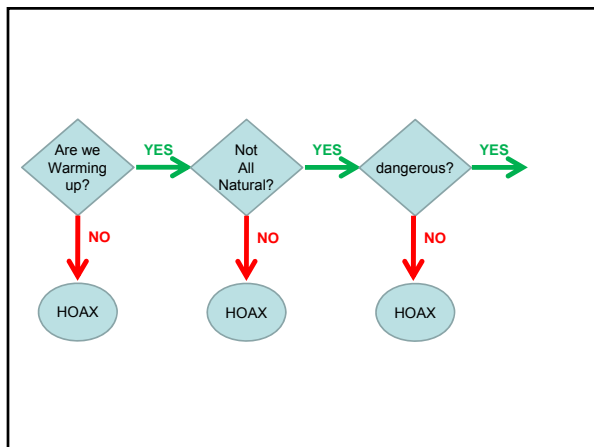 Are we
Warming
up?
YES
Not
All
Natural?
YES
dangerous?
YES
NO
NO
NO
HOAX
HOAX
HOAX